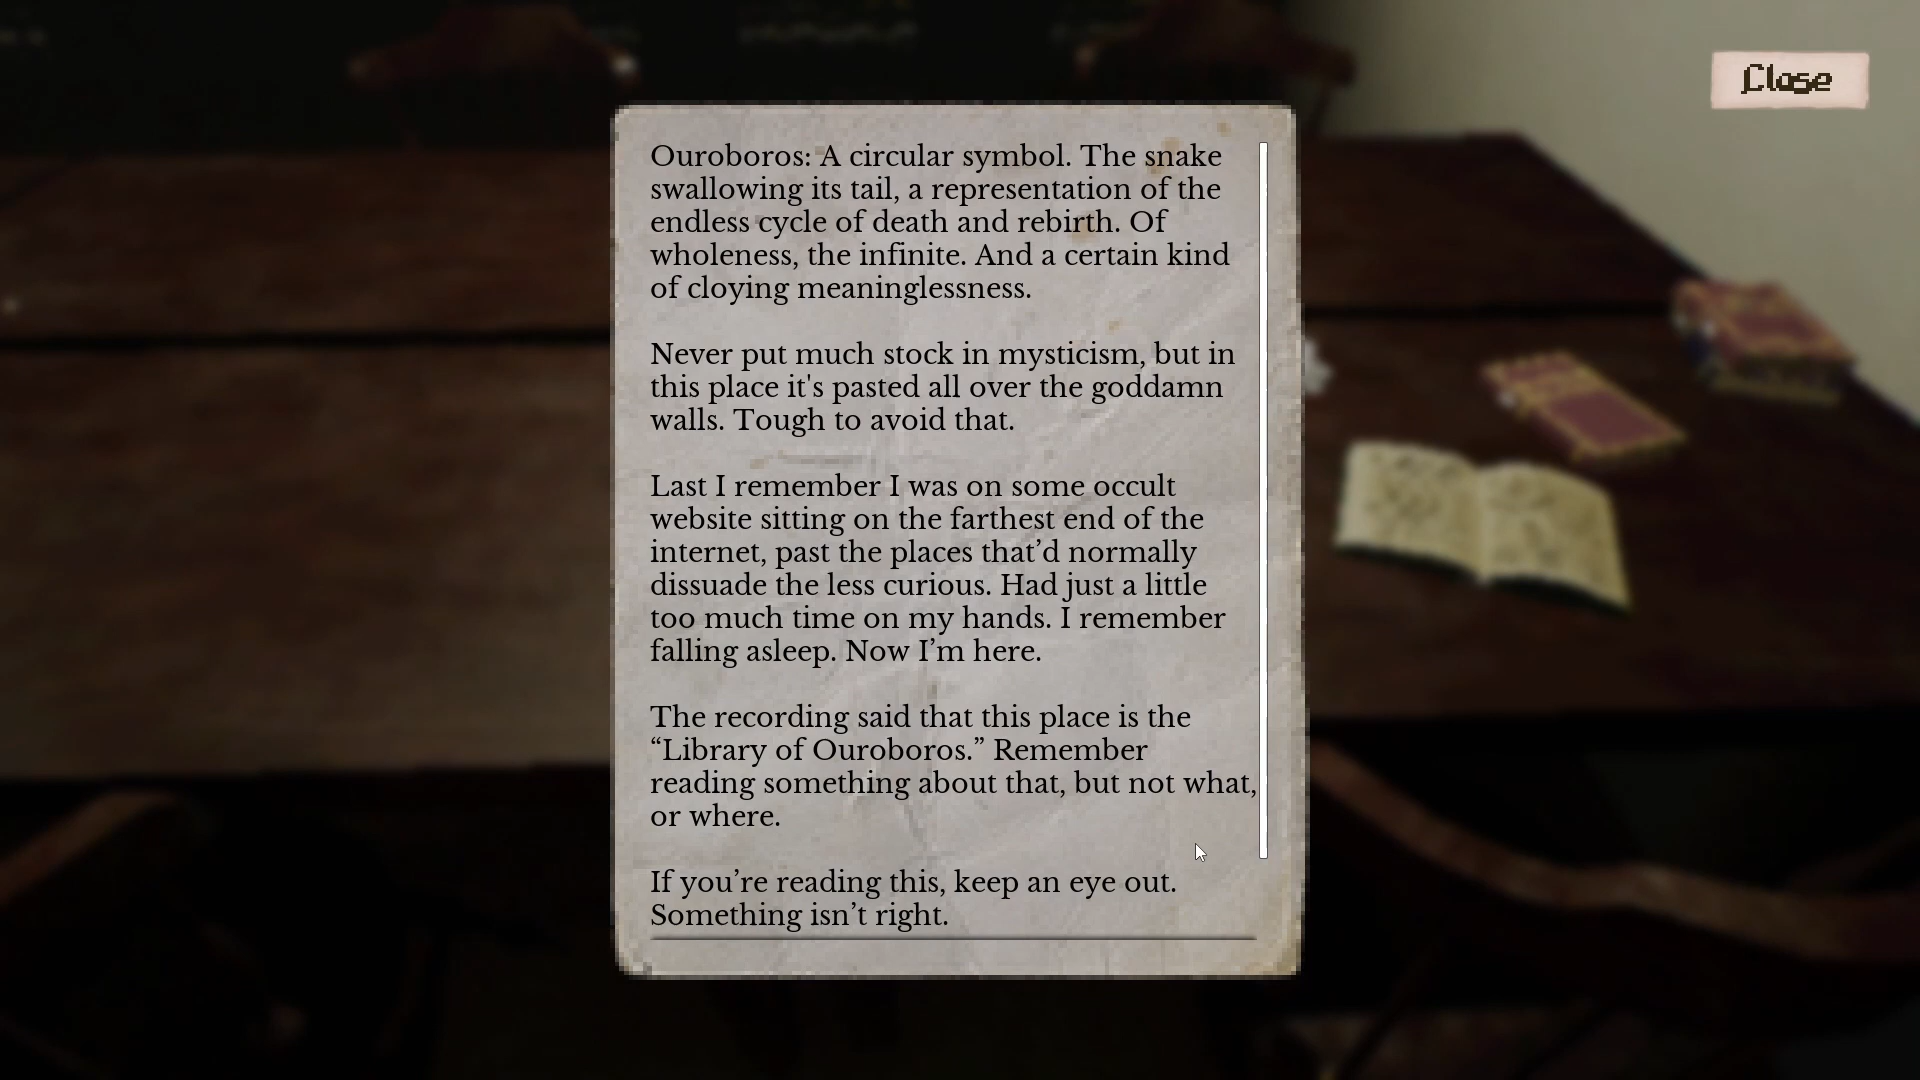 Close
Ouroboros: A circular symbol. The snake
swallowing its tail, a representation of the
endless cycle of death and rebirth. Of
wholeness, the infinite. And a certain kind
of cloying meaninglessness.
Never put much stock in mysticism, but in
this place it's pasted all over the goddamn
walls. Tough to avoid that.
Last I remember I was on some occult
website sitting on the farthest end of the
internet, past the places that’d normally
dissuade the less curious. Had just a little
too much time on my hands. I remember
falling asleep. Now I’m here.
The recording said that this place is the
“Library of Ouroboros.” Remember
reading something about that, but not what,
or where.
If you’re reading this, keep an eye out.
Something isn’t right.